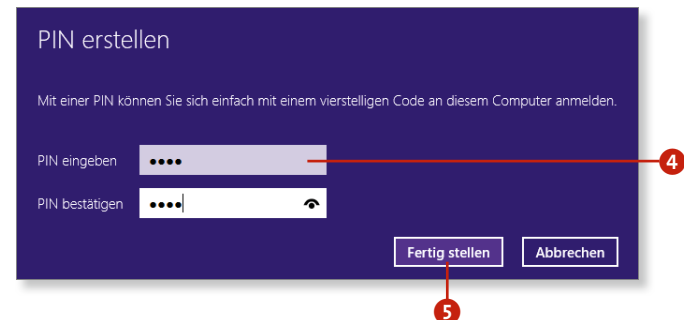 PIN erstellen
Mit einer PIN können Sie sich einfach mit einem vierstelligen Code an diesem Computer anmelden.
PIN eingeben ●●●● 4
PIN bestätigen ●●●●
Fertig stellen Abbrechen
5